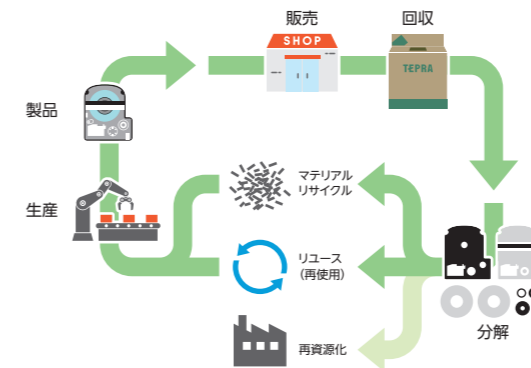 販売
回収
SHOP
TEPRA
製品
マテリアル
リサイクル
生産
リユース
（再使用）
分解
再資源化